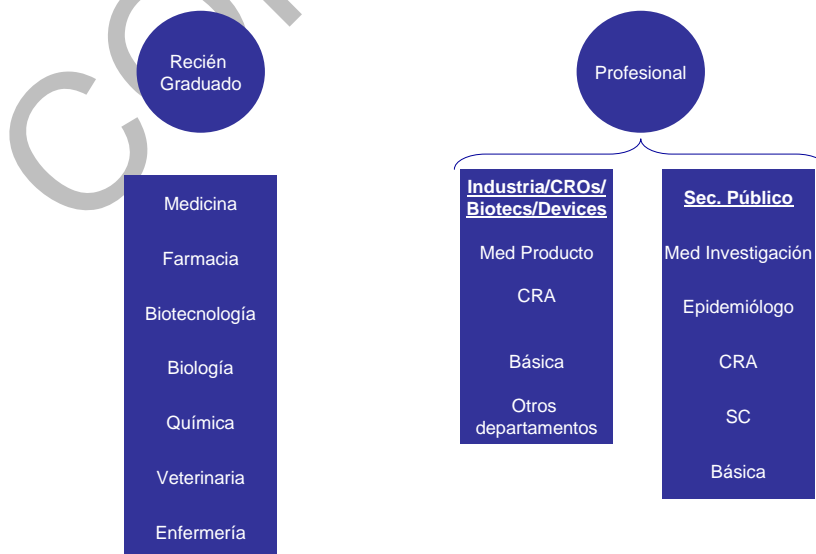 Recién
Graduado
Medicina
Farmacia
Biotecnología
Biología
Química
Veterinaria
Enfermería
Profesional
Industria/CROs/
Biotecs/Devices
Med Producto
CRA
Básica
Otros
departamentos
Sec. Público
Med Investigación
Epidemiólogo
CRA
SC
Básica